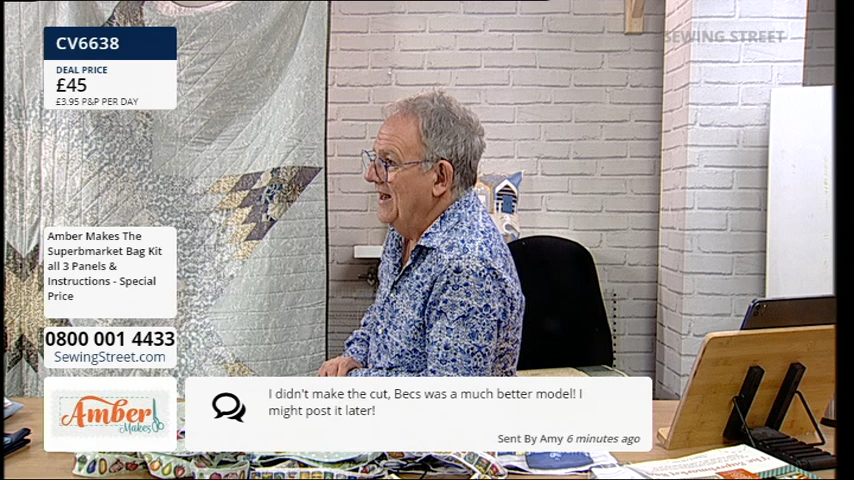 CV6638
DEAL PRICE
£45
£3.95 P&P PER DAY
SEWING STREET
Amber Makes The
Superbmarket Bag Kit
all 3 Panels &
Instructions - Special
Price
0800 001 4433
SewingStreet.com
Amber
Makes
I didn't make the cut, Becs was a much better model! I
might post it later!
Sent By Amy 6 minutes ago